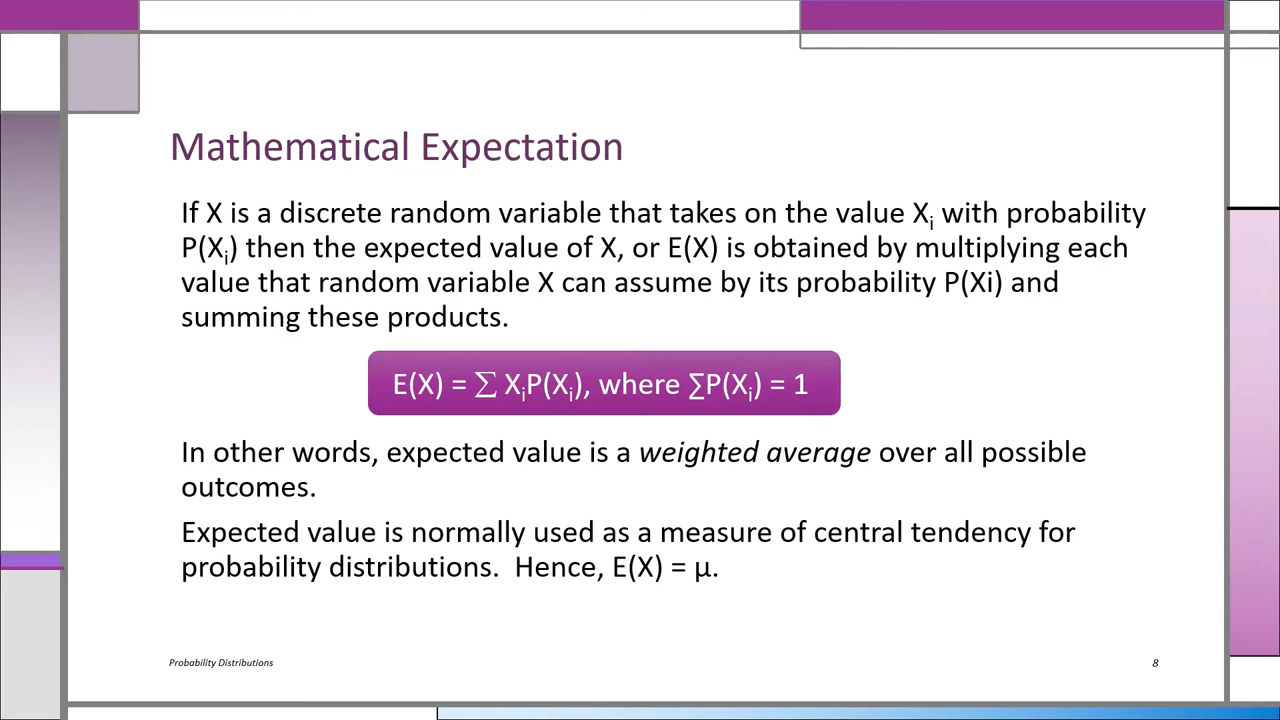 Mathematical Expectation
If X is a discrete random variable that takes on the value Xᵢ with probability
P(Xᵢ) then the expected value of X, or E(X) is obtained by multiplying each
value that random variable X can assume by its probability P(Xi) and
summing these products.
E(X) = ∑ XᵢP(Xᵢ), where ∑P(Xᵢ) = 1
In other words, expected value is a weighted average over all possible
outcomes.
Expected value is normally used as a measure of central tendency for
probability distributions.  Hence, E(X) = µ.
Probability Distributions
8